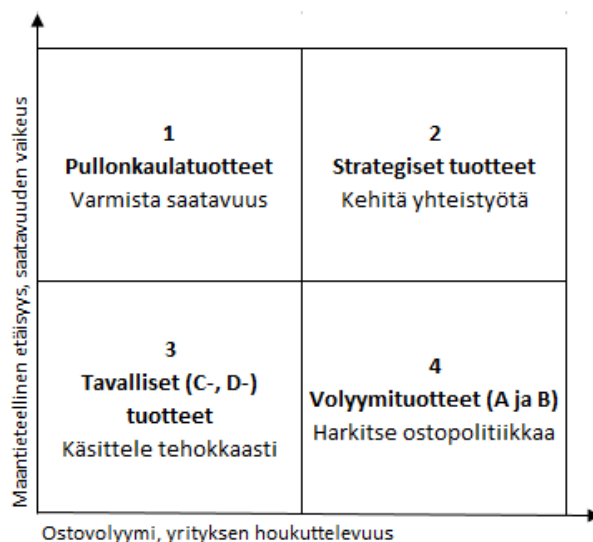 Maantieteellinen etäisyys, saatavuuden vaikeus
1
Pullonkaulatuotteet
Varmista saatavuus
2
Strategiset tuotteet
Kehitä yhteistyötä
3
Tavalliset (C-, D-)
tuotteet
Käsittele tehokkaasti
4
Volyymituotteet (A ja B)
Harkitse ostopolitiikkaa
Ostovolyymi, yrityksen houkuttelevuus